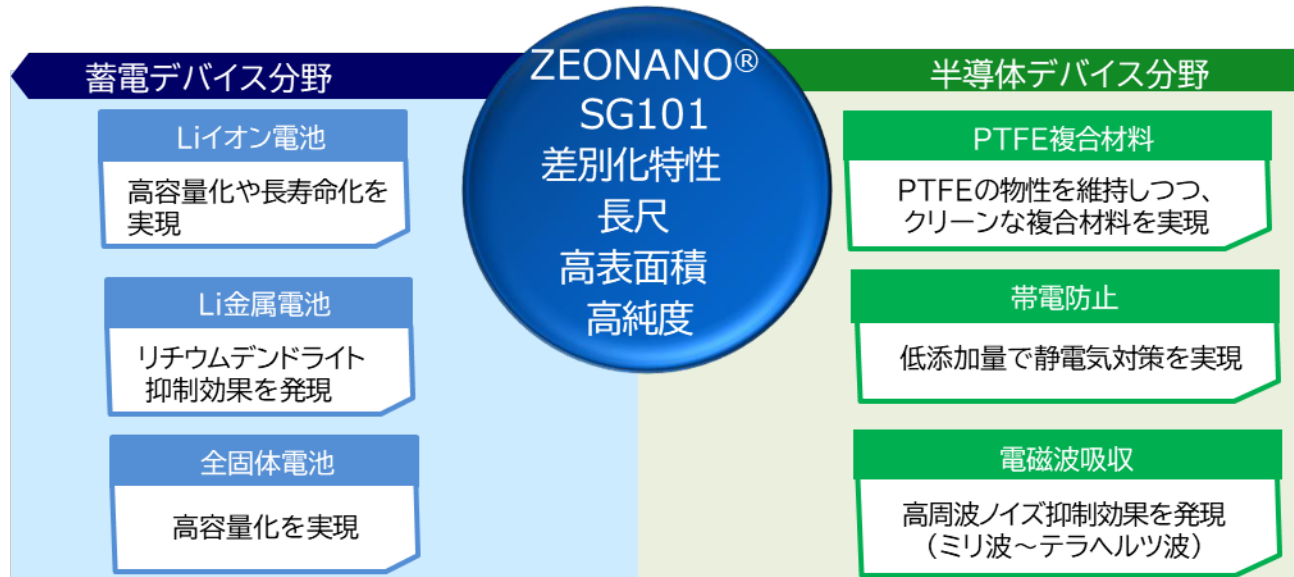 蓄電デバイス分野
Liイオン電池
高容量化や長寿命化を
実現
Li金属電池
リチウムデンドライト
抑制効果を発現
全固体電池
高容量化を実現
ZEONANO®
SG101
差別化特性
長尺
高表面積
高純度
半導体デバイス分野
PTFE複合材料
PTFEの物性を維持しつつ、
クリーンな複合材料を実現
帯電防止
低添加量で静電気対策を実現
電磁波吸収
高周波ノイズ抑制効果を発現
（ミリ波～テラヘルツ波）